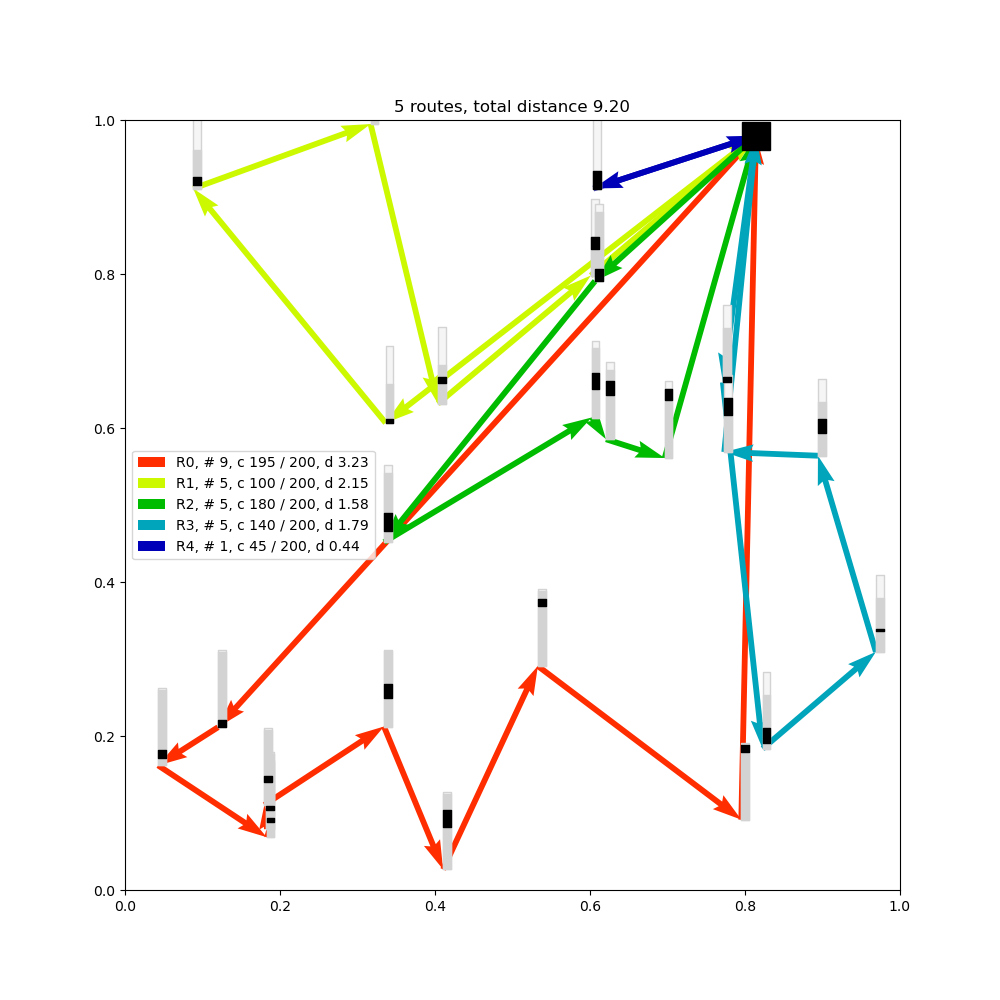 5 routes, total distance 9.20
1.0
0.8
0.6
0.4
0.2
0.0
R0, # 9, c 195 / 200, d 3.23
R1, # 5, c 100 / 200, d 2.15
R2, # 5, c 180 / 200, d 1.58
R3, # 5, c 140 / 200, d 1.79
R4, # 1, c 45 / 200, d 0.44
0.0 0.2 0.4 0.6 0.8 1.0